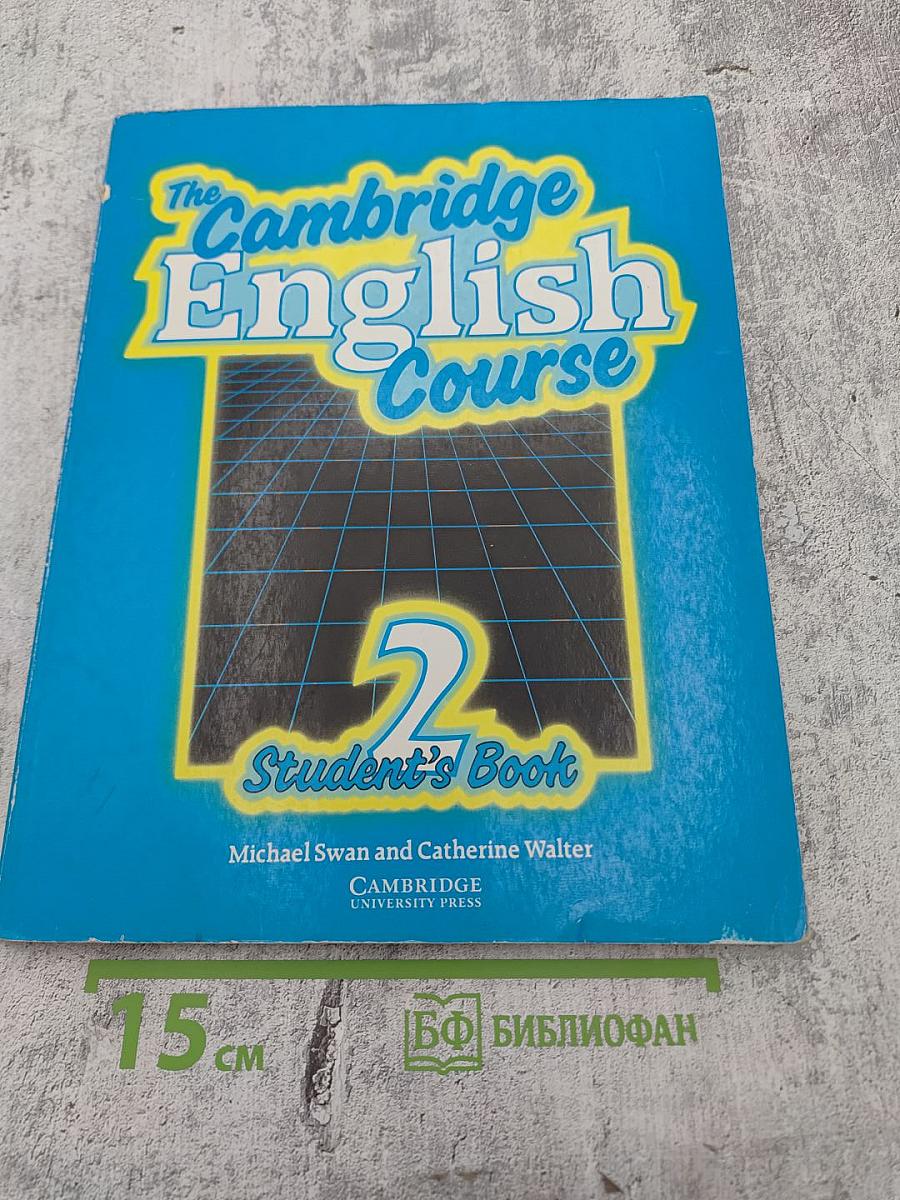 The
Cambridge
English
Course
2
Student's Book
Michael Swan and Catherine Walter
CAMBRIDGE
UNIVERSITY PRESS
15 см
БФ БИБЛИОФАН